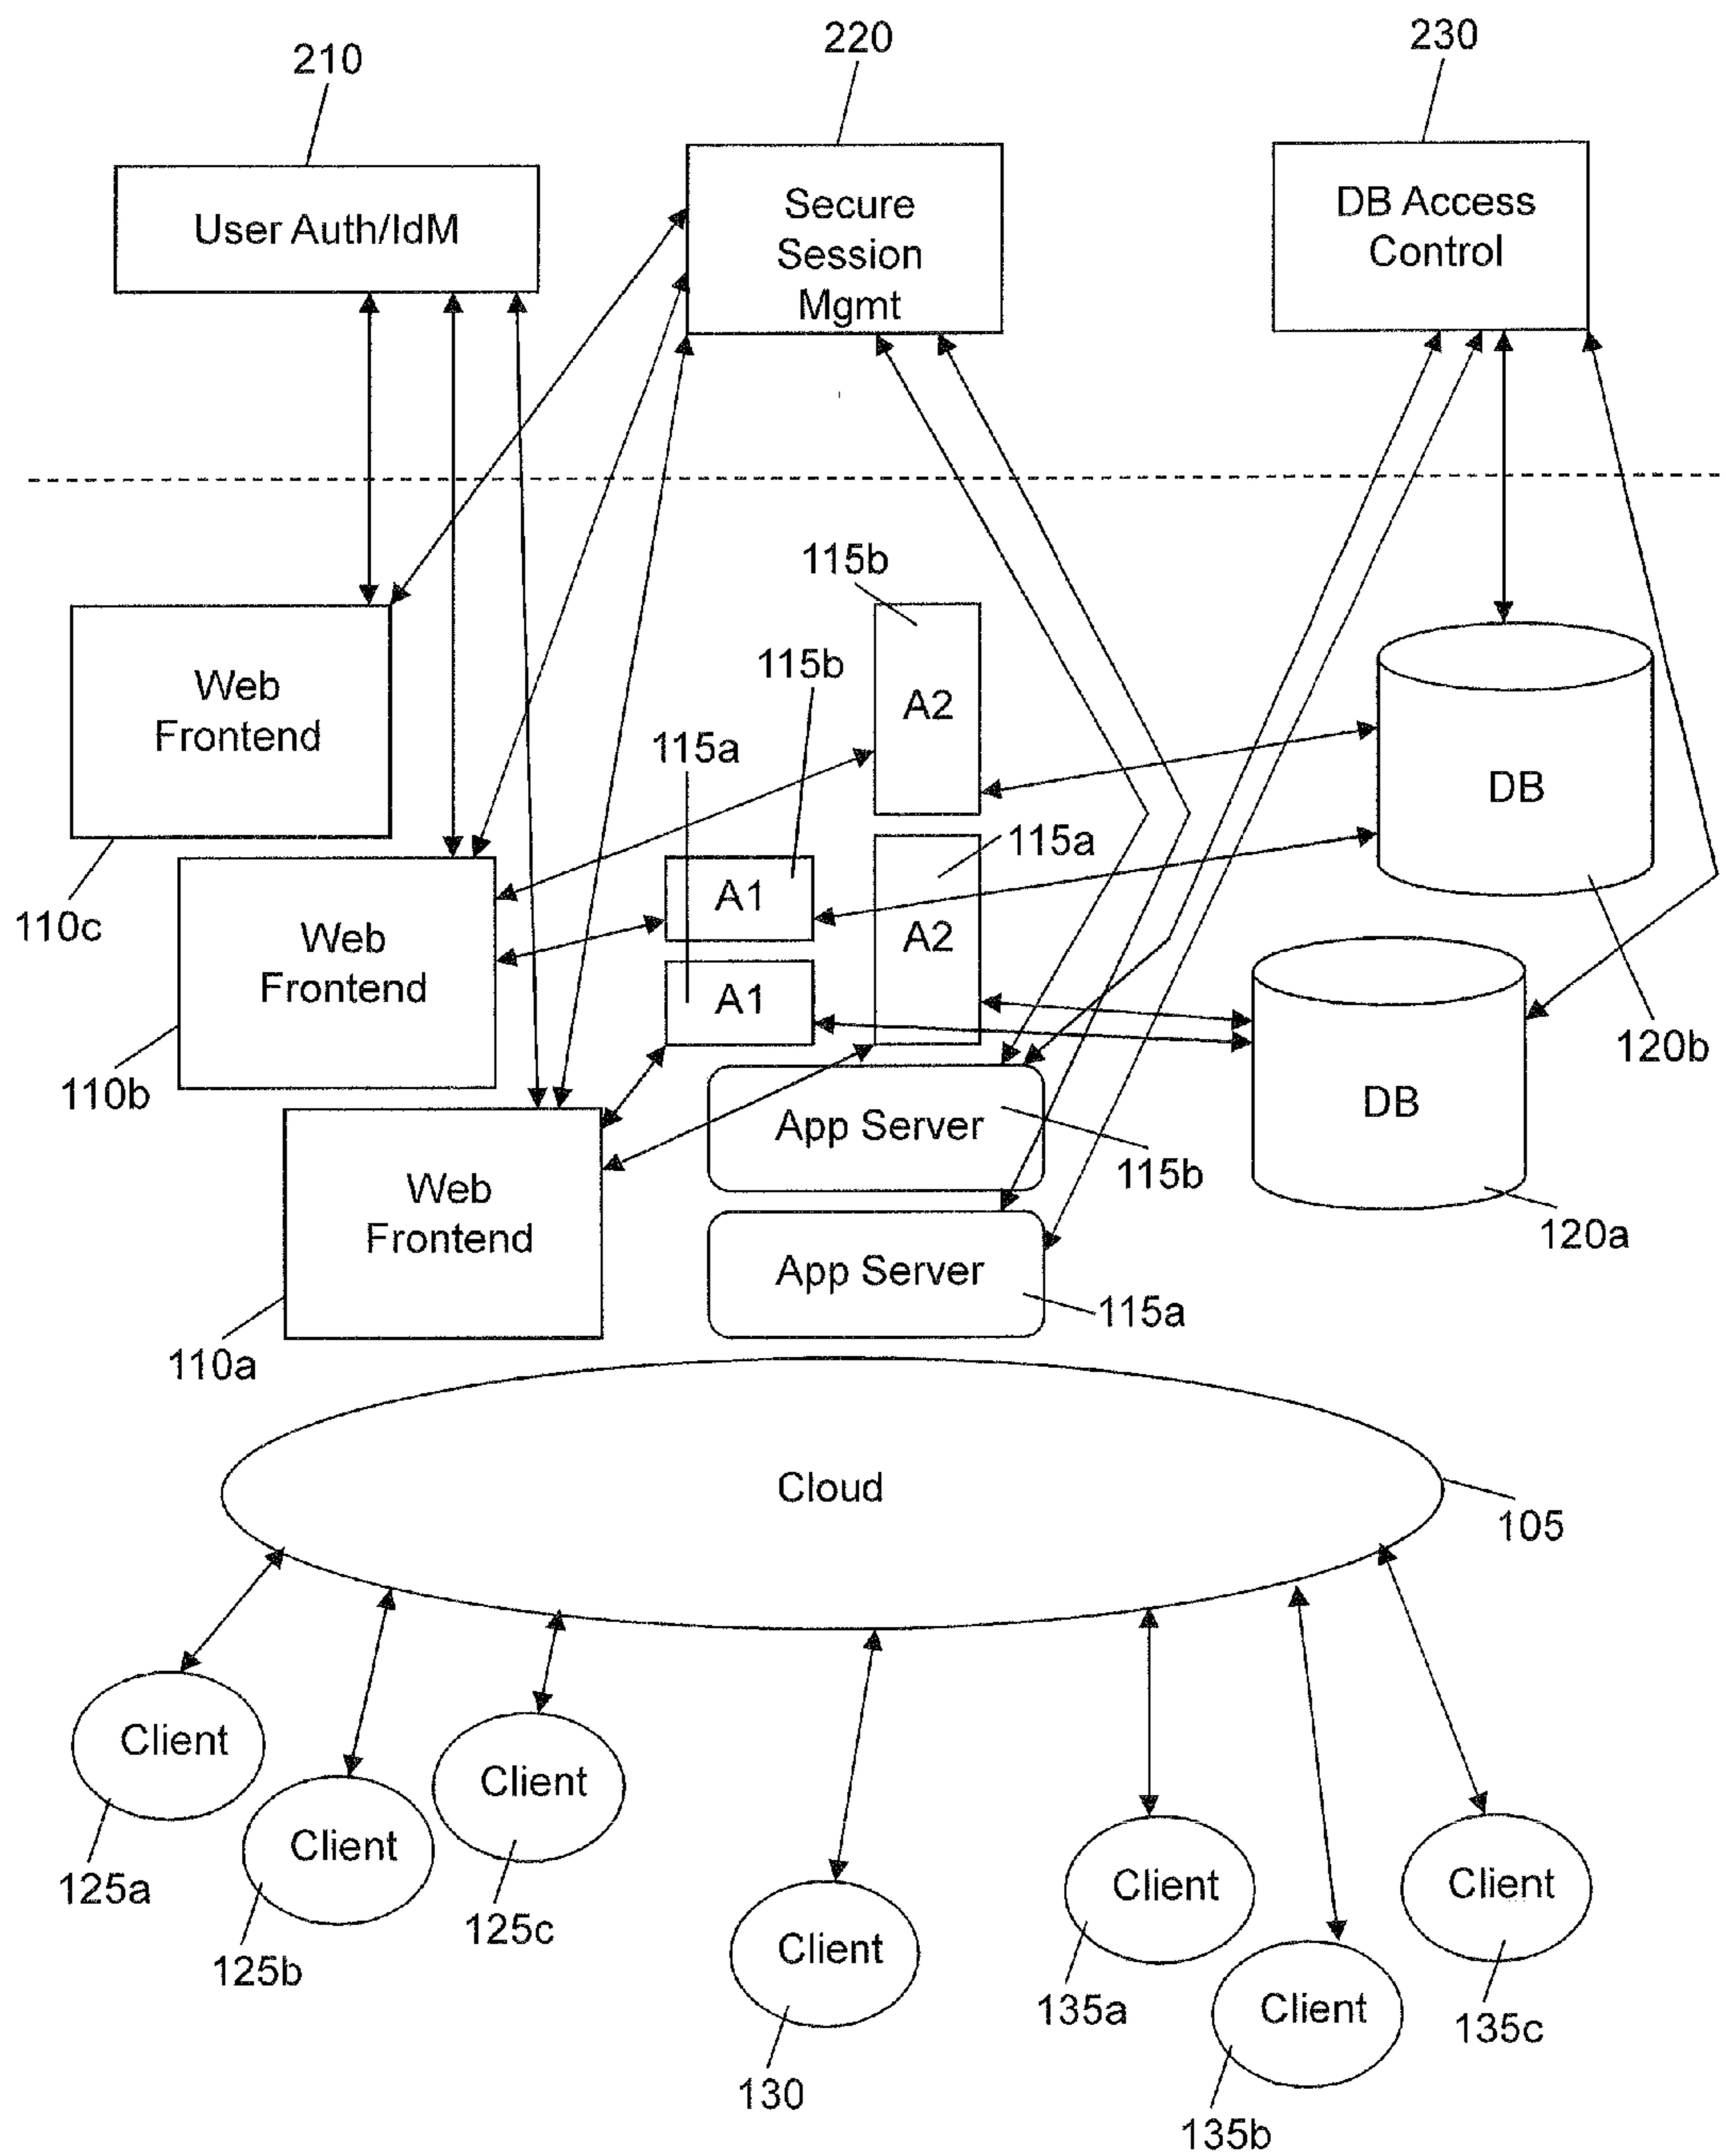 210
220
230
User Auth/IdM
Secure
Session
Mgmt
DB Access
Control
115b
115b
115a
A2
Web
Frontend
DB
115a
A1
A2
110c
Web
Frontend
A1
120b
110b
DB
App Server
115b
Web
Frontend
120a
App Server
115a
110a
Cloud
105
Client
Client
Client
125a
125b
125c
Client
130
Client
Client
Client
135a
135b
135c